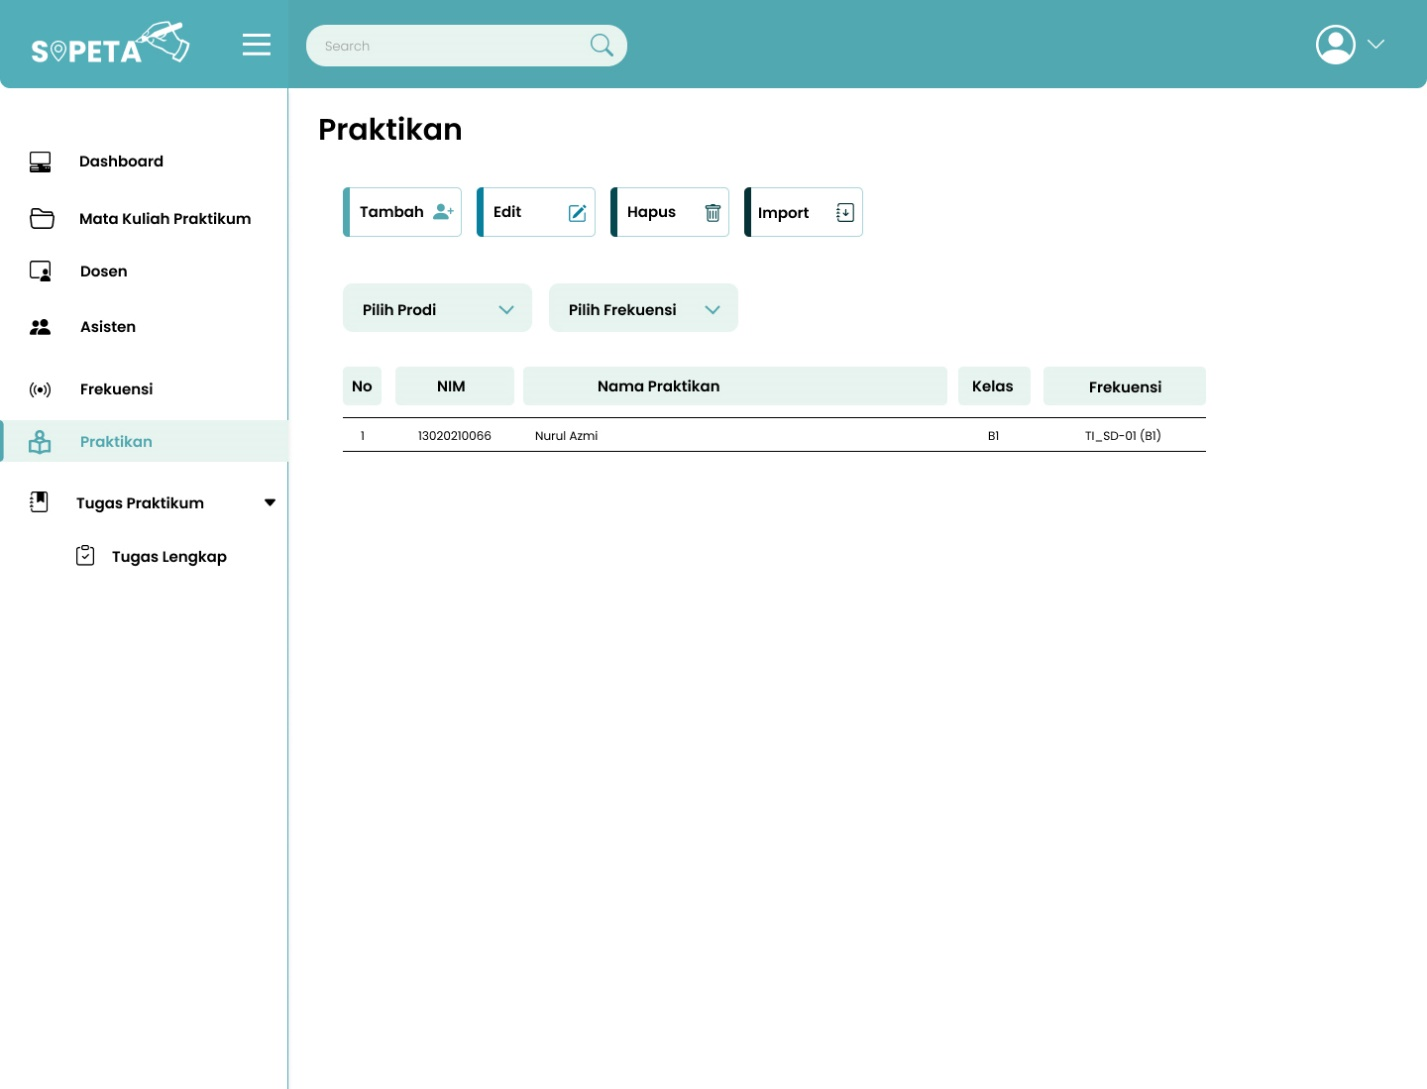 SOPETA
Search
Praktikan
Dashboard
Mata Kuliah Praktikum
Dosen
Asisten
Frekuensi
Praktikan
Tugas Praktikum
Tugas Lengkap
Tambah Edit Hapus Import
Pilih Prodi Pilih Frekuensi
No NIM Nama Praktikan Kelas Frekuensi
1 13020210066 Nurul Azmi B1 TI_SD-01 (B1)